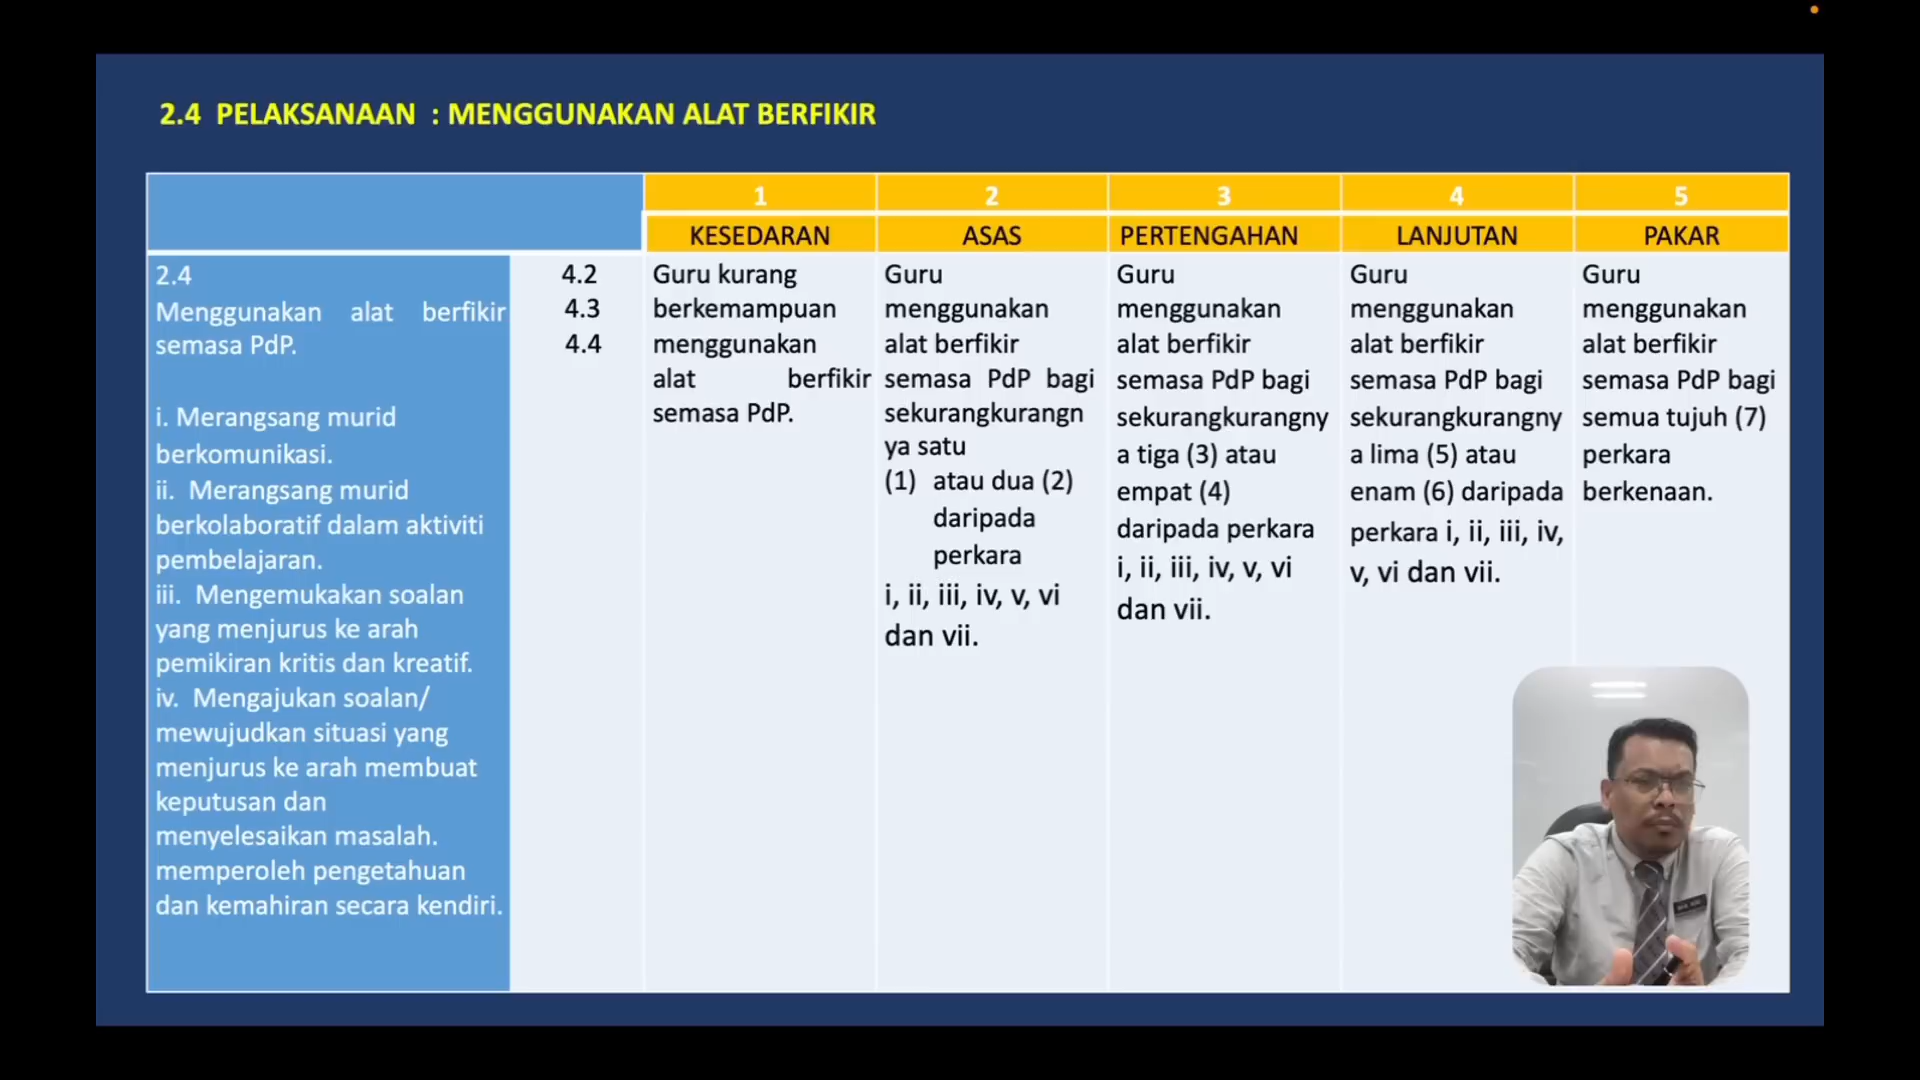 2.4 PELAKSANAAN : MENGGUNAKAN ALAT BERFIKIR
1
2
3
4
5
KESEDARAN
ASAS
PERTENGAHAN
LANJUTAN
PAKAR
2.4
Menggunakan alat berfikir
semasa PdP.
i. Merangsang murid
berkomunikasi.
ii. Merangsang murid
berkolaboratif dalam aktiviti
pembelajaran.
iii. Mengemukakan soalan
yang menjurus ke arah
pemikiran kritis dan kreatif.
iv. Mengajukan soalan/
mewujudkan situasi yang
menjurus ke arah membuat
keputusan dan
menyelesaikan masalah.
memperoleh pengetahuan
dan kemahiran secara kendiri.
4.2
4.3
4.4
Guru kurang
berkemampuan
menggunakan
alat berfikir
semasa PdP.
Guru
menggunakan
alat berfikir
semasa PdP bagi
sekurangkurangn
ya satu
(1) atau dua (2)
daripada
perkara
i, ii, iii, iv, v, vi
dan vii.
Guru
menggunakan
alat berfikir
semasa PdP bagi
sekurangkurangny
a tiga (3) atau
empat (4)
daripada perkara
i, ii, iii, iv, v, vi
dan vii.
Guru
menggunakan
alat berfikir
semasa PdP bagi
sekurangkurangny
a lima (5) atau
enam (6) daripada
perkara i, ii, iii, iv,
v, vi dan vii.
Guru
menggunakan
alat berfikir
semasa PdP bagi
semua tujuh (7)
perkara
berkenaan.